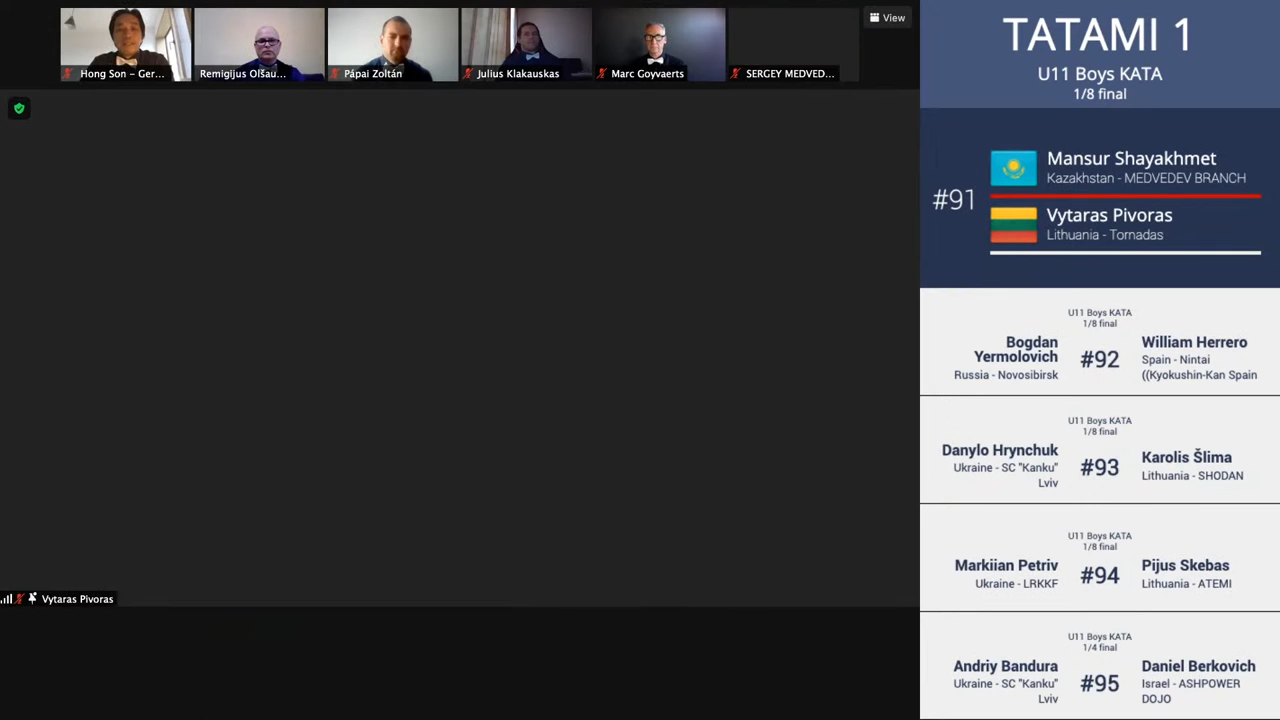 Hong Son – Ger...
Remigijus Olšau...
Pápai Zoltán
Julius Klakauskas
Marc Goyvaerts
SERGEY MEDVED...
View
Vytaras Pivoras
TATAMI 1
U11 Boys KATA
1/8 final
#91
Mansur Shayakhmet
Kazakhstan - MEDVEDEV BRANCH
Vytaras Pivoras
Lithuania - Tornadas
U11 Boys KATA
1/8 final
Bogdan
Yermolovich
Russia - Novosibirsk
#92
William Herrero
Spain - Nintai
((Kyokushin-Kan Spain
U11 Boys KATA
1/8 final
Danylo Hrynchuk
Ukraine - SC "Kanku"
Lviv
#93
Karolis Šlima
Lithuania - SHODAN
U11 Boys KATA
1/8 final
Markiian Petriv
Ukraine - LRKKF
#94
Pijus Skebas
Lithuania - ATEMI
U11 Boys KATA
1/4 final
Andriy Bandura
Ukraine - SC "Kanku"
Lviv
#95
Daniel Berkovich
Israel - ASHPOWER
DOJO